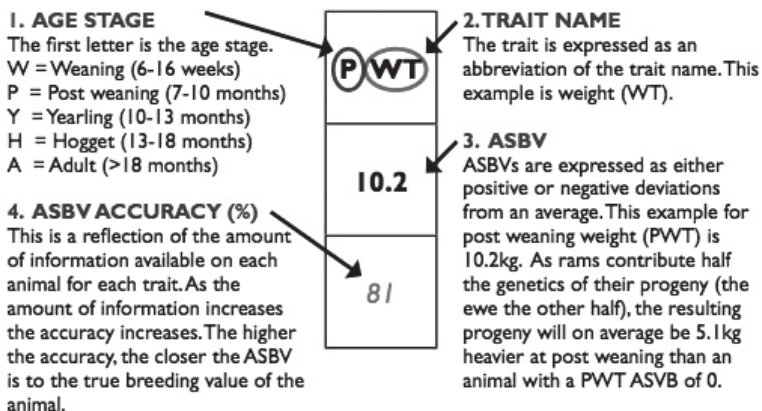 1. AGE STAGE
The first letter is the age stage.
W = Weaning (6-16 weeks)
P = Post weaning (7-10 months)
Y = Yearling (10-13 months)
H = Hogget (13-18 months)
A = Adult (>18 months)
4. ASBV ACCURACY (%)
This is a reflection of the amount
of information available on each
animal for each trait. As the
amount of information increases
the accuracy increases. The higher
the accuracy, the closer the ASBV
is to the true breeding value of the
animal.
PWT
10.2
81
2. TRAIT NAME
The trait is expressed as an
abbreviation of the trait name. This
example is weight (WT).
3. ASBV
ASBVs are expressed as either
positive or negative deviations
from an average. This example for
post weaning weight (PWT) is
10.2kg. As rams contribute half
the genetics of their progeny (the
ewe the other half), the resulting
progeny will on average be 5.1kg
heavier at post weaning than an
animal with a PWT ASVB of 0.